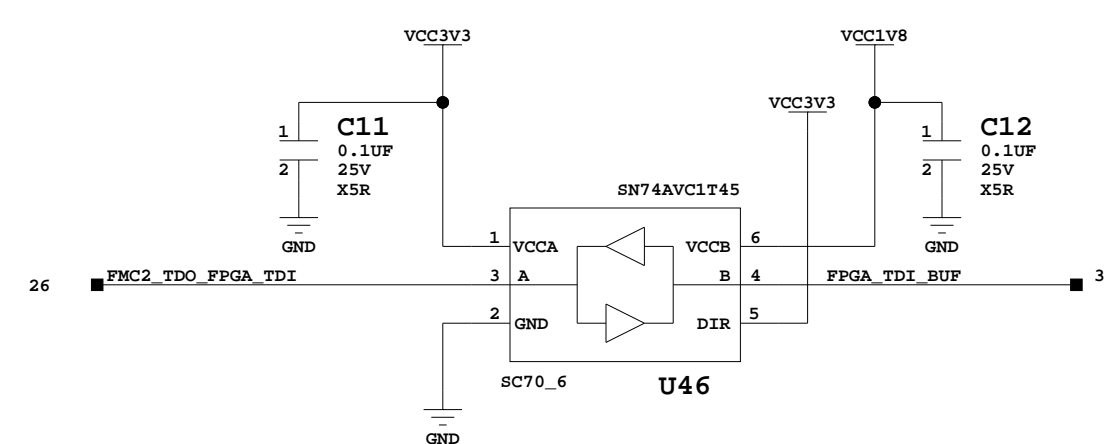 VCC3V3
VCC1V8
VCC3V3
1
C11
0.1UF
2
25V
X5R
GND
1
C12
0.1UF
2
25V
X5R
GND
SN74AVC1T45
1
VCCA
VCCB
6
26
FMC2_TDO_FPGA_TDI
3
A
B
4
FPGA_TDI_BUF
3
2
GND
DIR
5
SC70_6
U46
GND